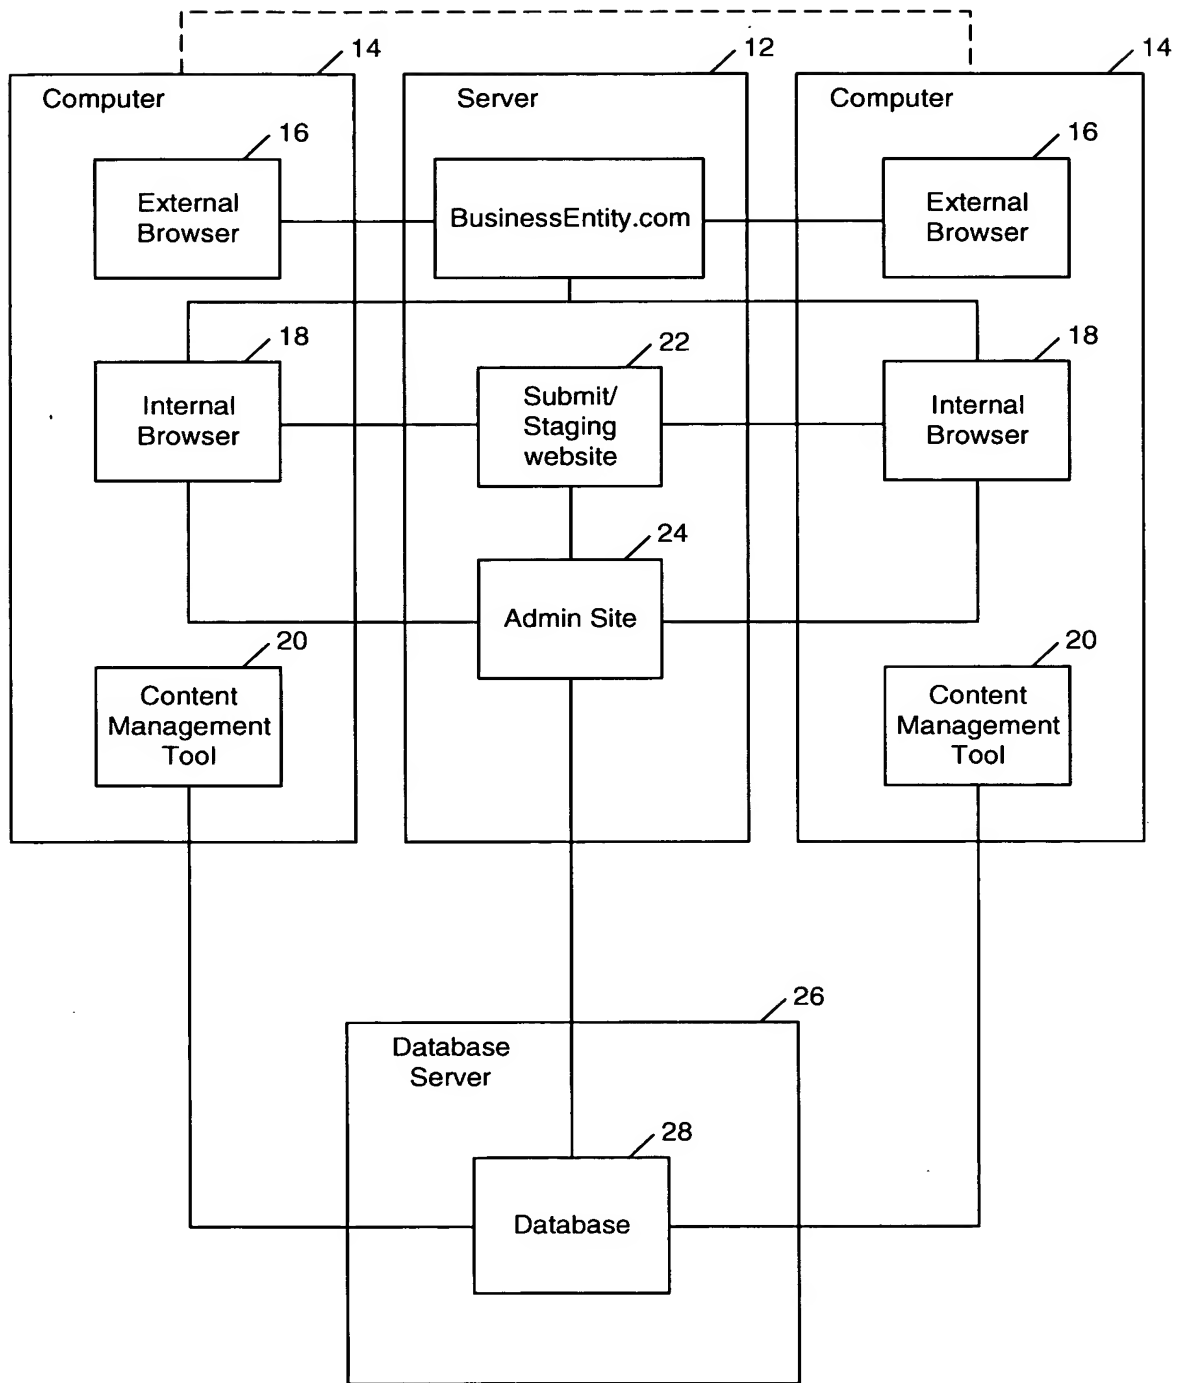 14
12
14
Computer
Server
Computer
16
16
External
Browser
BusinessEntity.com
External
Browser
18
22
18
Internal
Browser
Submit/
Staging
website
Internal
Browser
24
Admin Site
20
20
Content
Management
Tool
Content
Management
Tool
26
Database
Server
28
Database